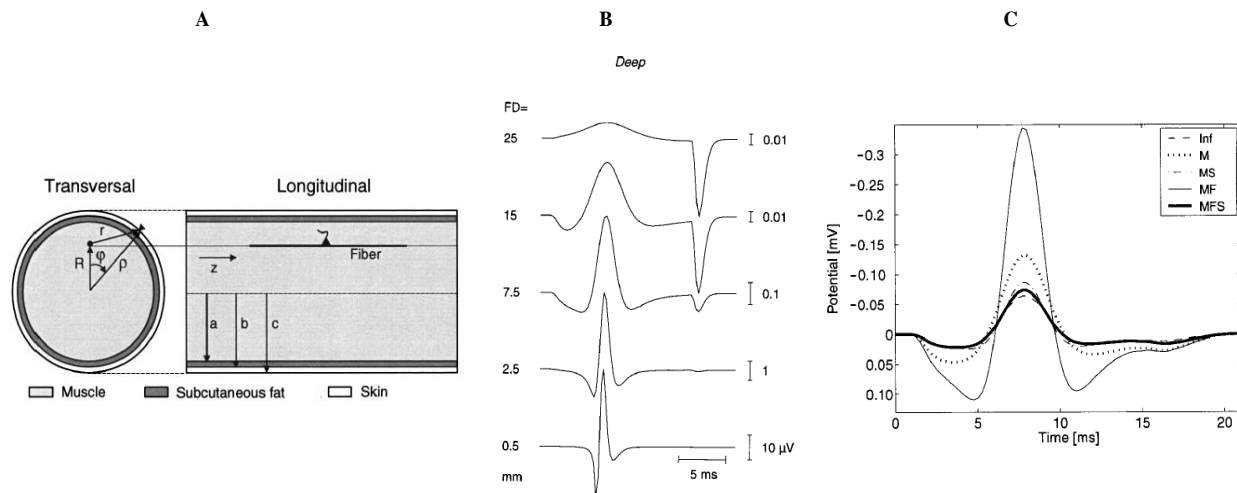 A
B
C
Transversal
Longitudinal
r
R
φ
ρ
z
Fiber
a
b
c
Muscle
Subcutaneous fat
Skin
Deep
FD=
25
0.01
15
0.01
7.5
0.1
2.5
1
0.5
10 µV
mm
5 ms
Potential [mV]
-0.3
-0.25
-0.20
-0.15
-0.10
-0.05
0
0.05
0.10
0
5
10
15
20
Time [ms]
Inf
M
MS
MF
MFS